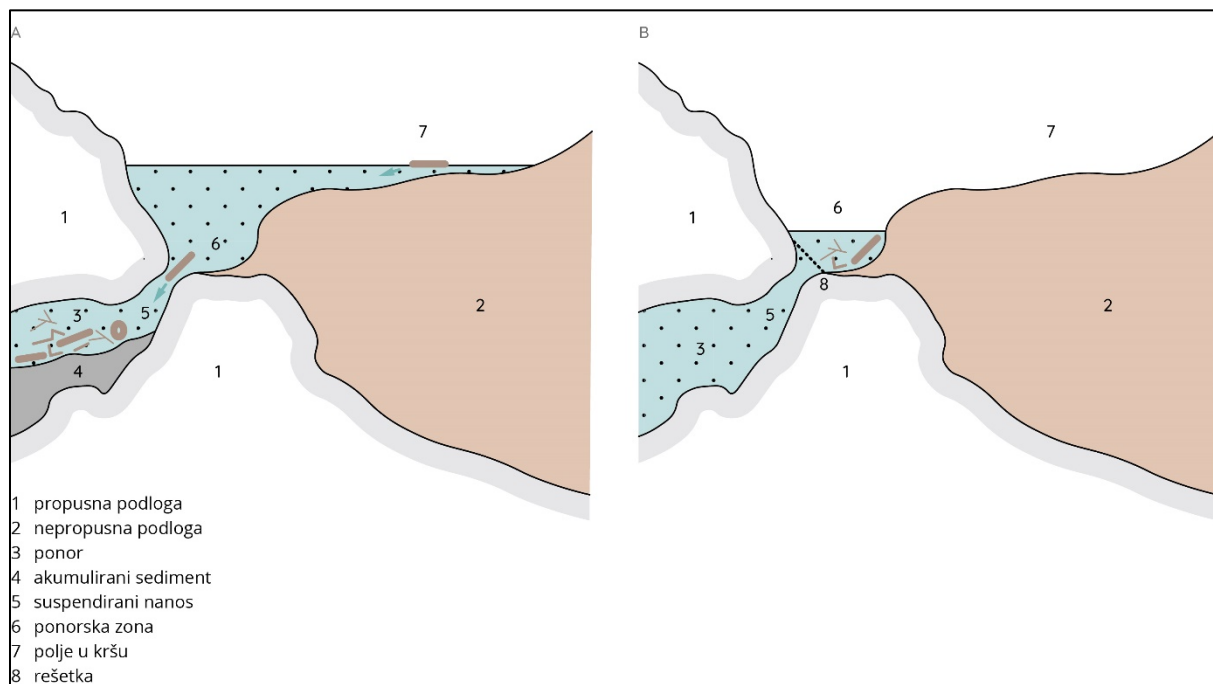 A
B
7
7
6
1
1
6
2
2
8
3
5
5
3
4
1
1
1 propusna podloga
2 nepropusna podloga
3 ponor
4 akumulirani sediment
5 suspendirani nanos
6 ponorska zona
7 polje u kršu
8 rešetka